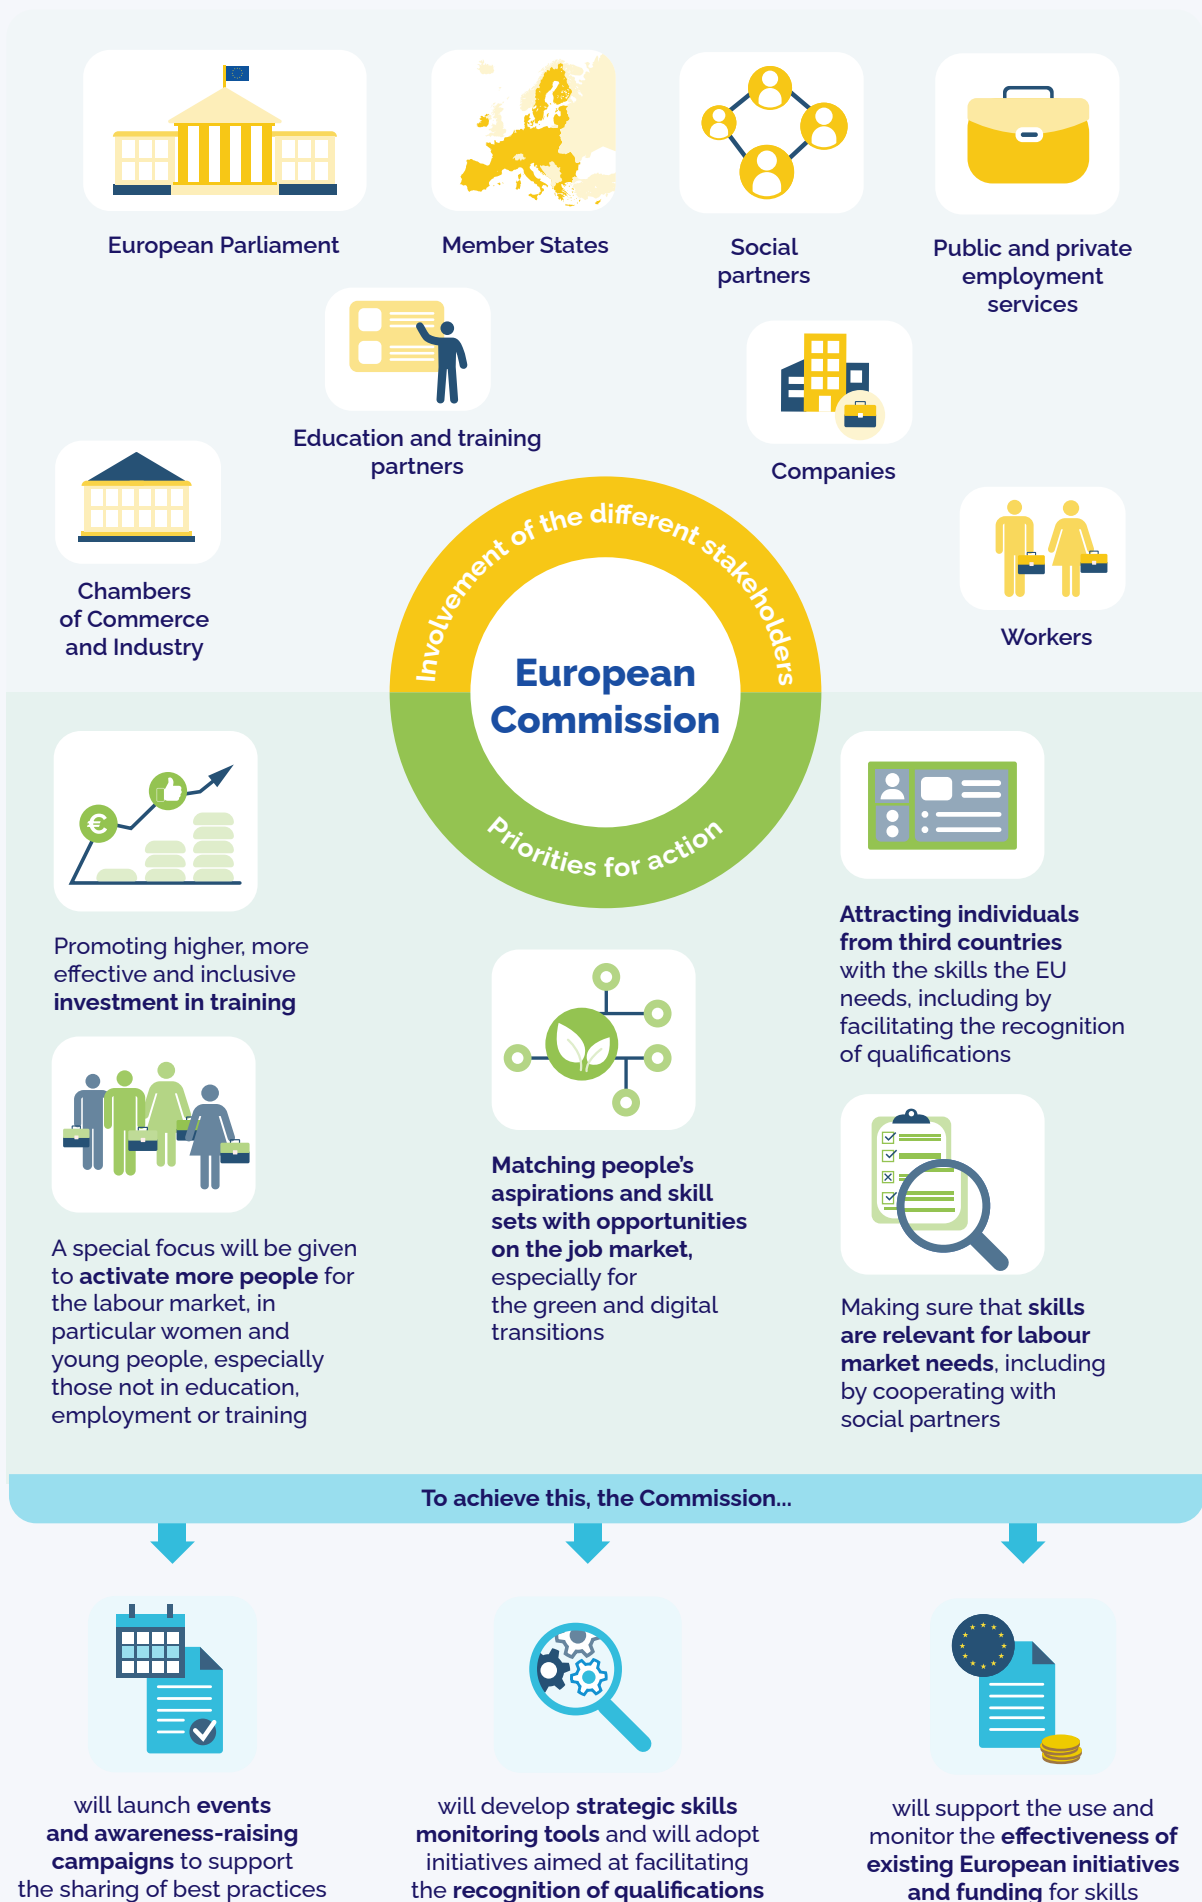 European Parliament
Member States
Social
partners
Public and private
employment
services
Education and training
partners
Companies
Chambers
of Commerce
and Industry
Workers
Involvement of the different stakeholders
European
Commission
Priorities for action
Promoting higher, more
effective and inclusive
investment in training
A special focus will be given
to activate more people for
the labour market, in
particular women and
young people, especially
those not in education,
employment or training
Matching people’s
aspirations and skill
sets with opportunities
on the job market,
especially for
the green and digital
transitions
Attracting individuals
from third countries
with the skills the EU
needs, including by
facilitating the recognition
of qualifications
Making sure that skills
are relevant for labour
market needs, including
by cooperating with
social partners
To achieve this, the Commission...
will launch events
and awareness-raising
campaigns to support
the sharing of best practices
will develop strategic skills
monitoring tools and will adopt
initiatives aimed at facilitating
the recognition of qualifications
will support the use and
monitor the effectiveness of
existing European initiatives
and funding for skills